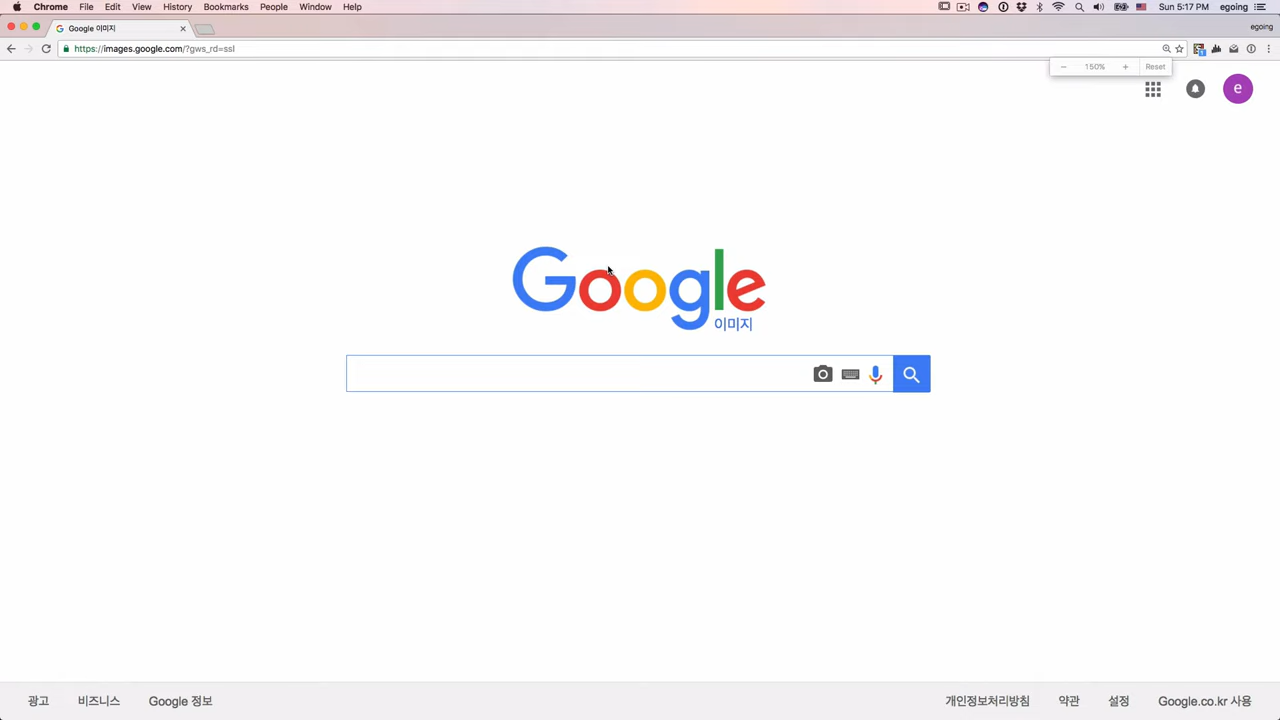 Chrome File Edit View History Bookmarks People Window Help Sun 5:17 PM egoing
Google 이미지 egoing
https://images.google.com/?gws_rd=ssl
150% Reset
e
Google
이미지
광고 비즈니스 Google 정보 개인정보처리방침 약관 설정 Google.co.kr 사용